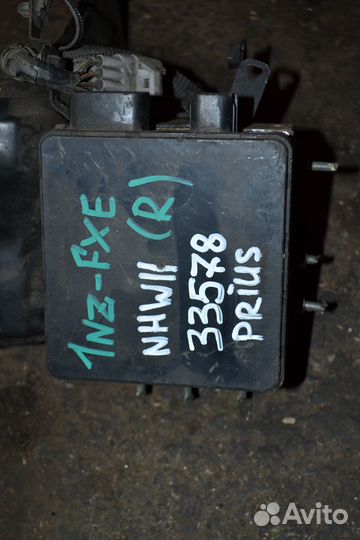 1NZ-FXE
(R)
NHW11
33578
PRIUS
Avito